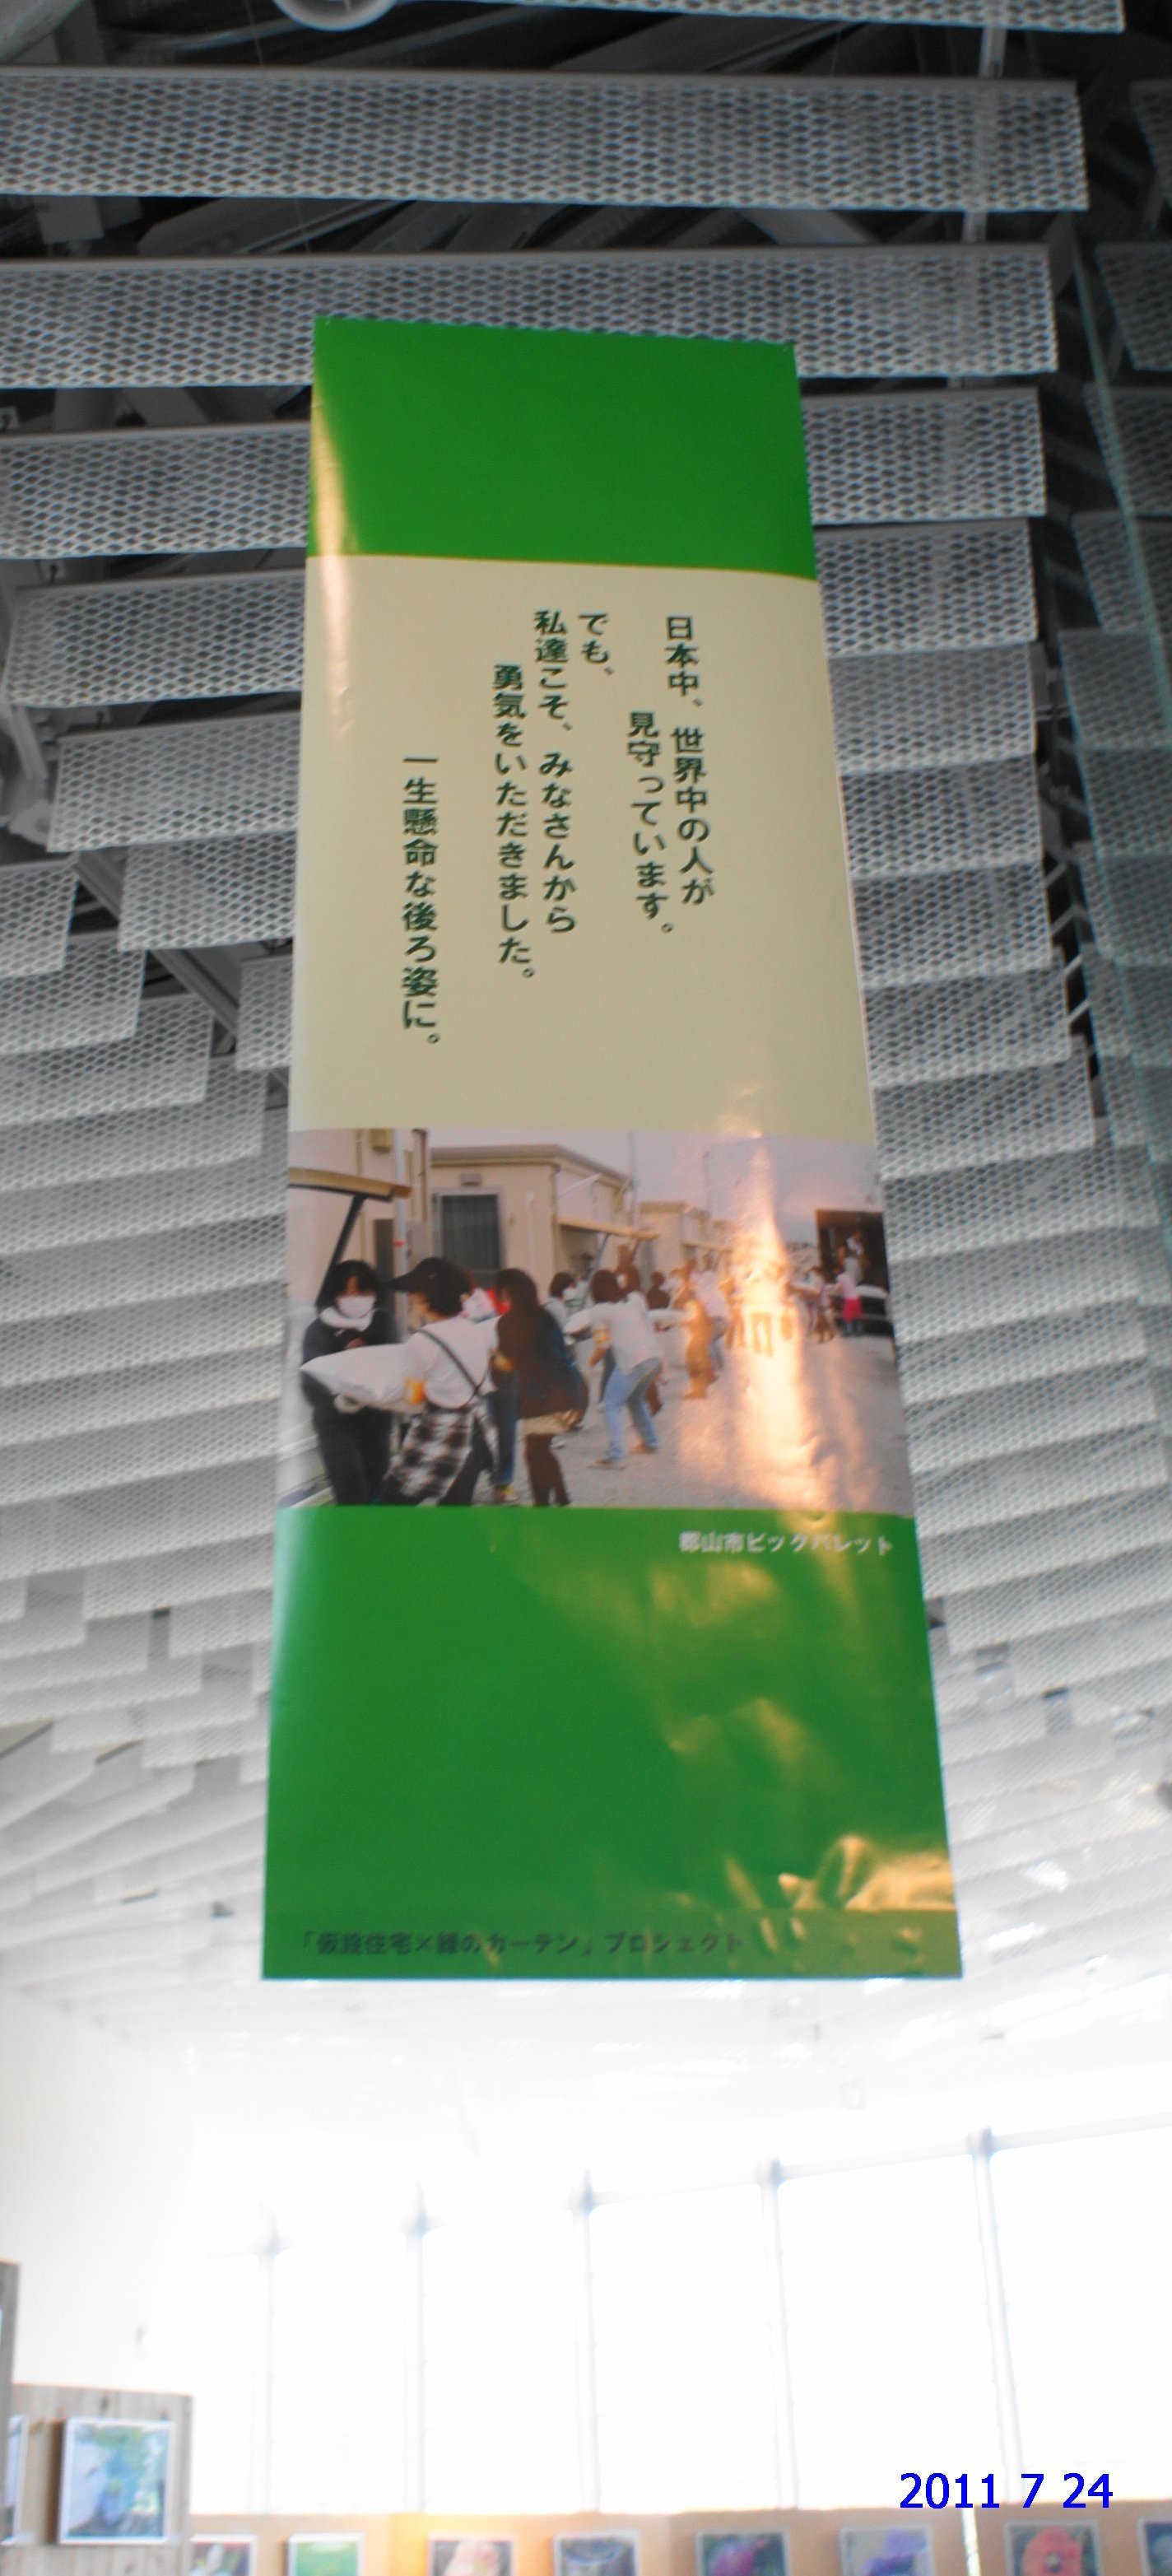 日本中、世界中の人が
見守っています。
でも、
私達こそ、みなさんから
勇気をいただきました。
一生懸命な後ろ姿に。
郡山市ビックパレット
「仮設住宅×緑のカーテン」プロジェクト
2011 7 24